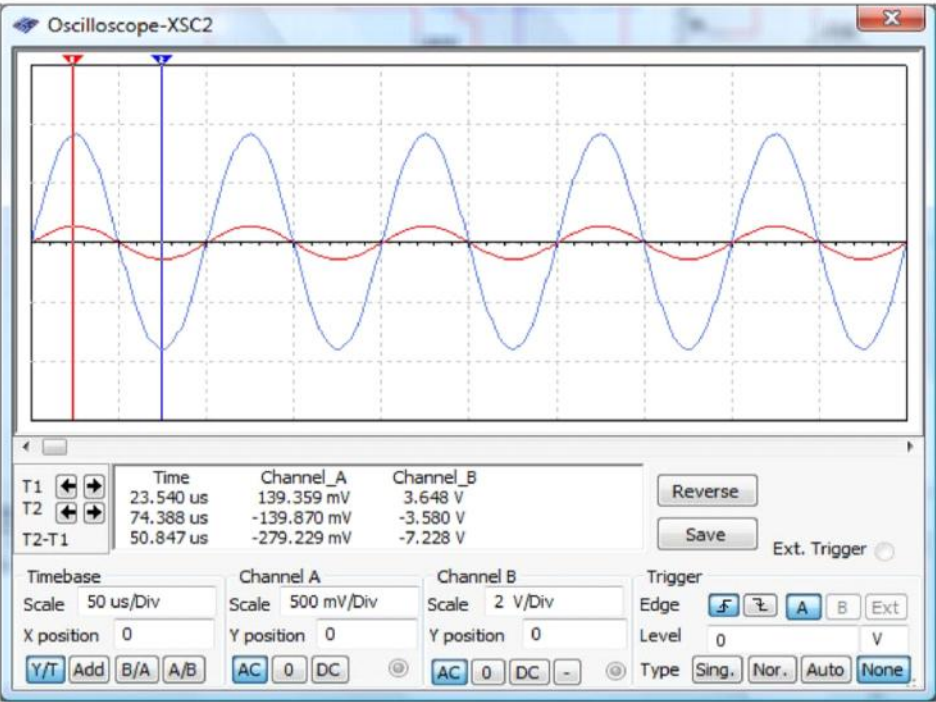 Oscilloscope-XSC2
T1
T2
T2-T1
Time Channel_A Channel_B
23.540 us 139.359 mV 3.648 V
74.388 us -139.870 mV -3.580 V
50.847 us -279.229 mV -7.228 V
Reverse
Save
Ext. Trigger
Timebase
Scale 50 us/Div
X position 0
Y/T Add B/A A/B
Channel A
Scale 500 mV/Div
Y position 0
AC 0 DC
Channel B
Scale 2 V/Div
Y position 0
AC 0 DC -
Trigger
Edge A B Ext
Level 0 V
Type Sing. Nor. Auto None